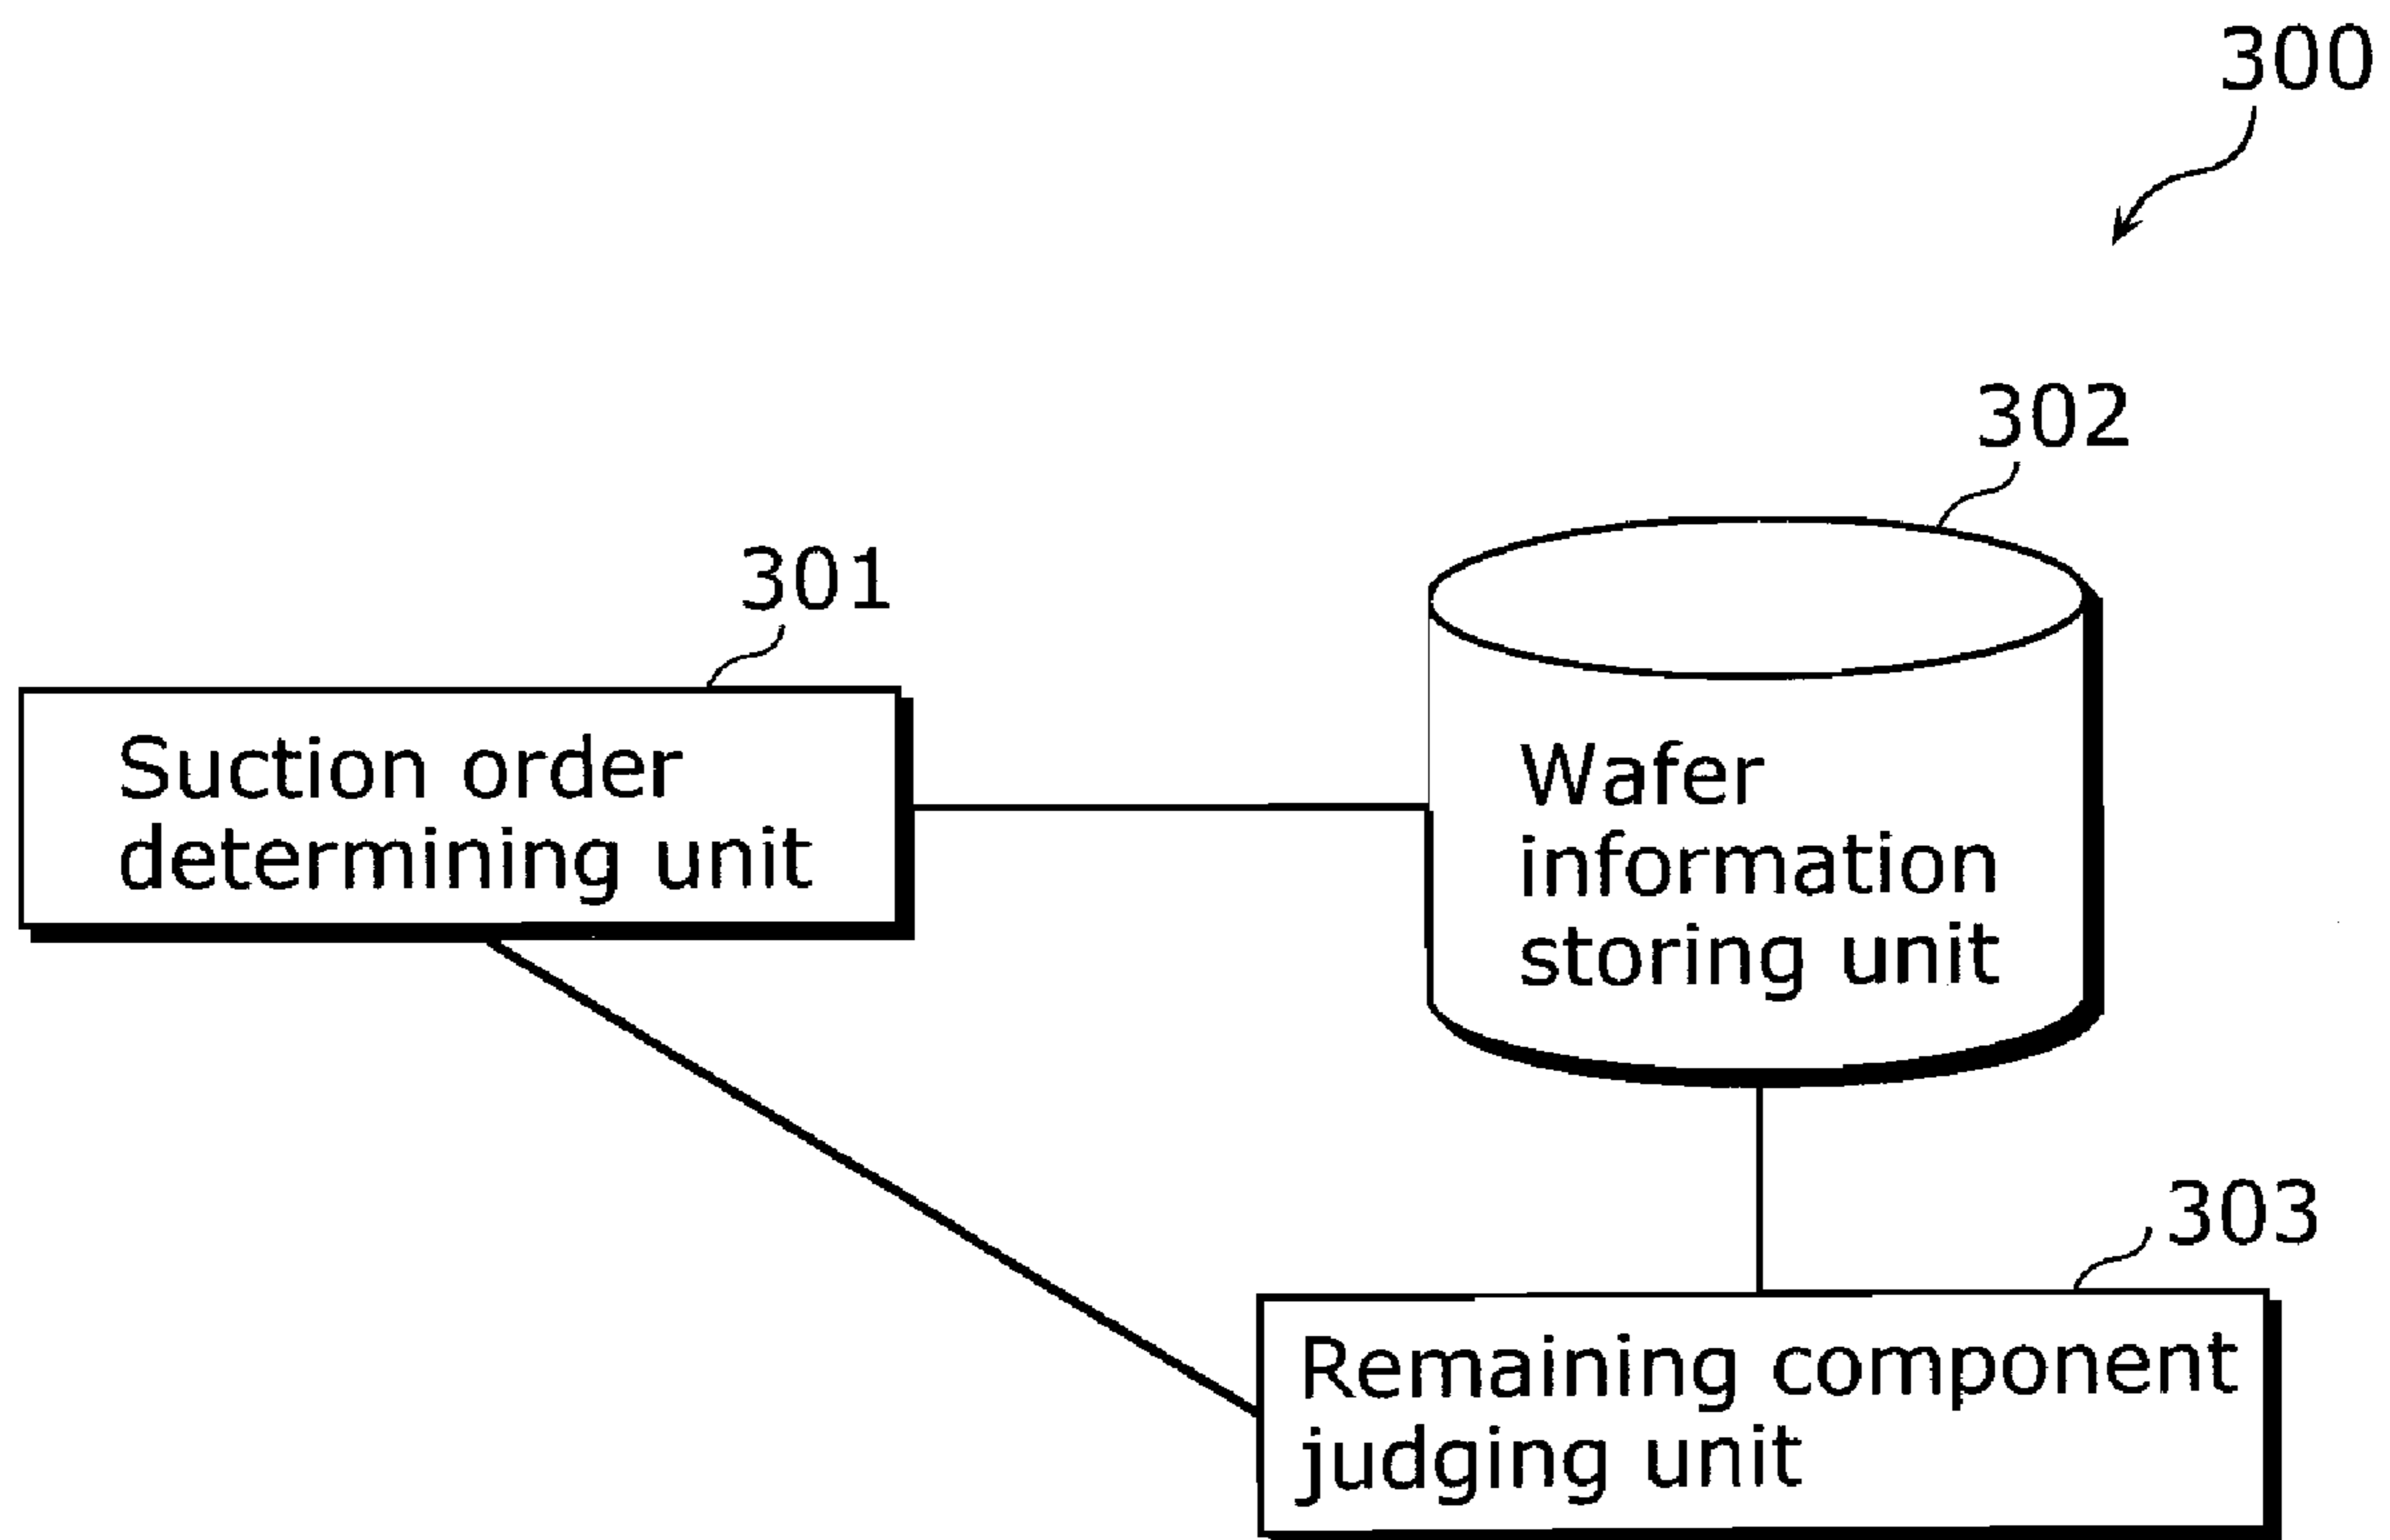 300
302
301
Suction order
determining unit
Wafer
information
storing unit
303
Remaining component
judging unit